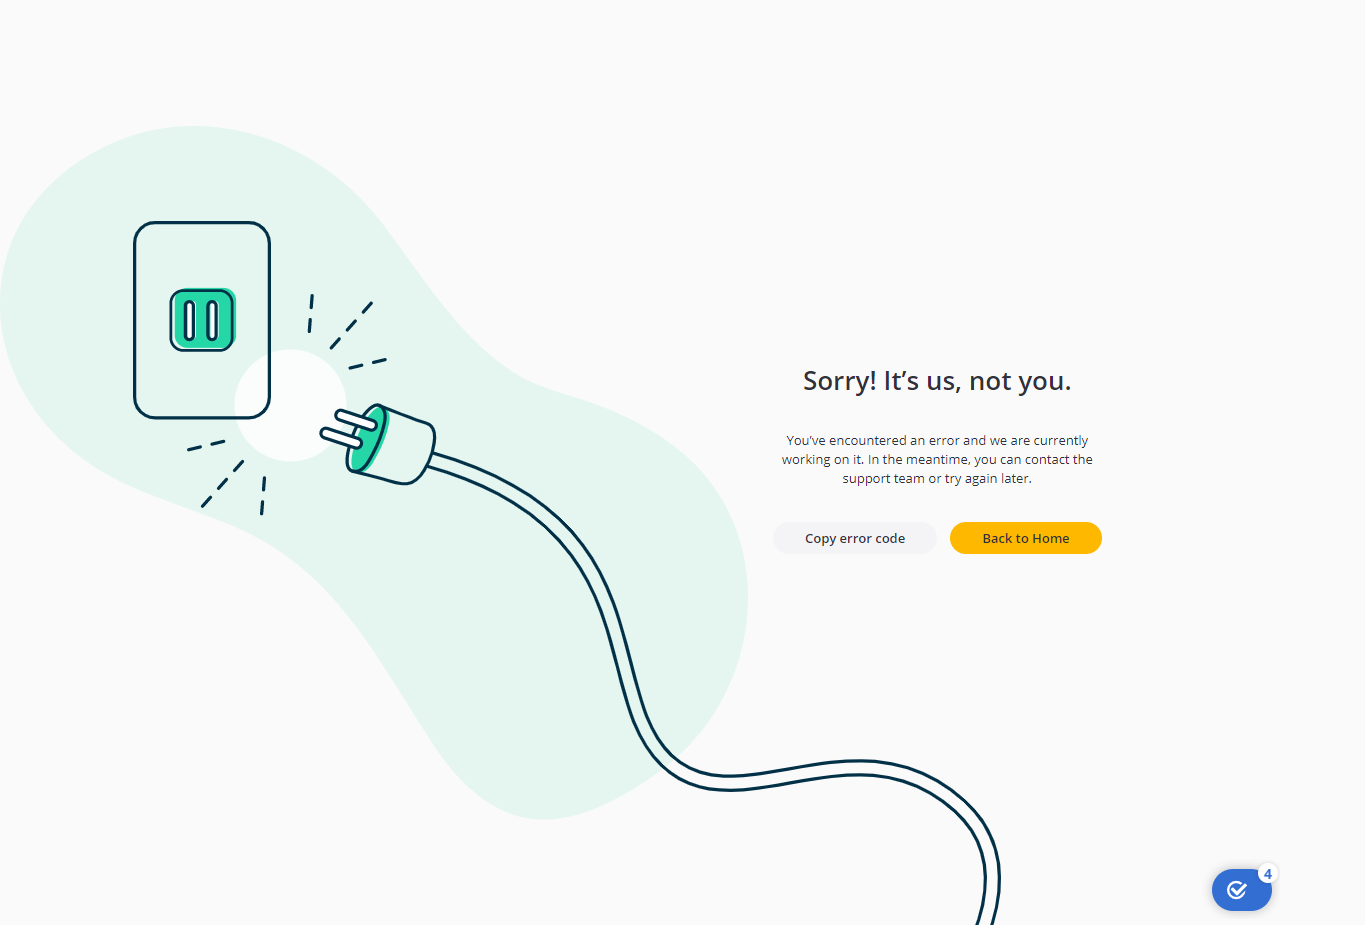 Sorry! It’s us, not you.
You’ve encountered an error and we are currently
working on it. In the meantime, you can contact the
support team or try again later.
Copy error code
Back to Home
4